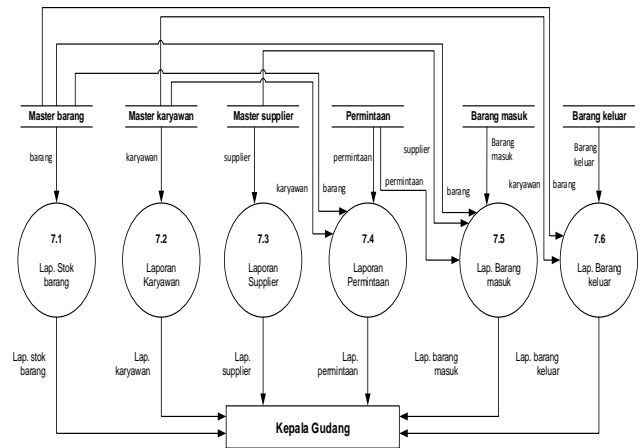 Master barang
Master karyawan
Master supplier
Permintaan
Barang masuk
Barang keluar
barang
karyawan
supplier
permintaan
permintaan
karyawan
barang
supplier
barang
Barang
masuk
karyawan
barang
Barang
keluar
7.1
Lap. Stok
barang
7.2
Laporan
Karyawan
7.3
Laporan
Supplier
7.4
Laporan
Permintaan
7.5
Lap. Barang
masuk
7.6
Lap. Barang
keluar
Lap. stok
barang
Lap.
karyawan
Lap.
supplier
Lap.
permintaan
Lap. barang
masuk
Lap. barang
keluar
Kepala Gudang